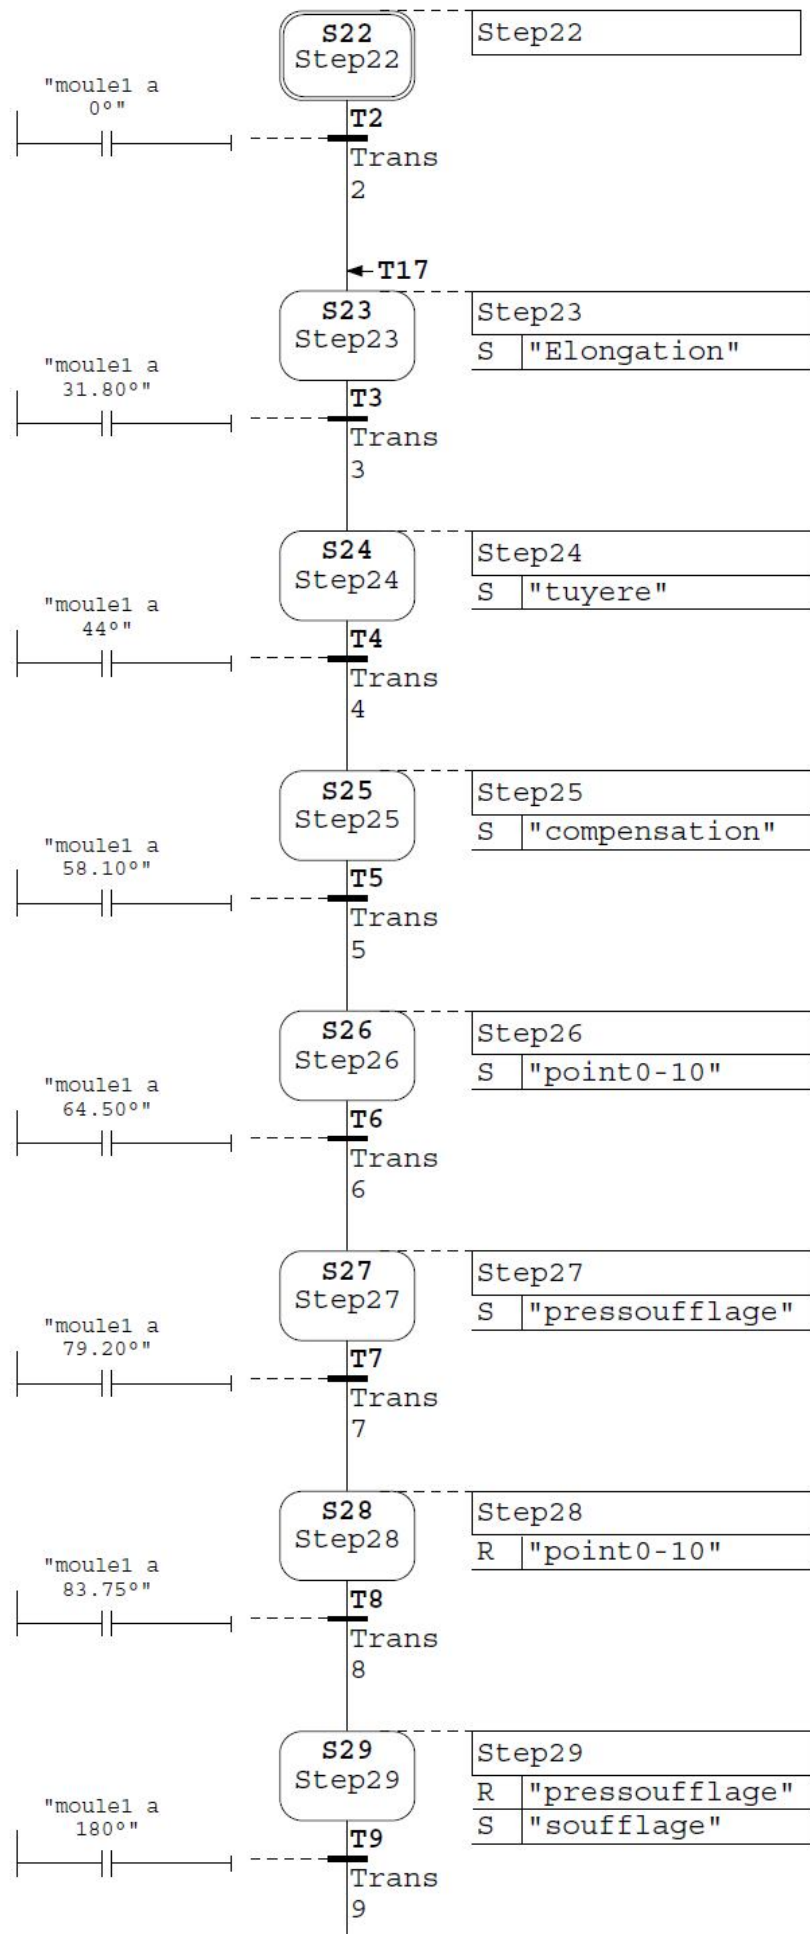 S22
Step22
Step22
"moule1 a
0°"
T2
Trans
2
T17
S23
Step23
Step23
S "Elongation"
"moule1 a
31.80°"
T3
Trans
3
S24
Step24
Step24
S "tuyere"
"moule1 a
44°"
T4
Trans
4
S25
Step25
Step25
S "compensation"
"moule1 a
58.10°"
T5
Trans
5
S26
Step26
Step26
S "point0-10"
"moule1 a
64.50°"
T6
Trans
6
S27
Step27
Step27
S "pressoufflage"
"moule1 a
79.20°"
T7
Trans
7
S28
Step28
Step28
R "point0-10"
"moule1 a
83.75°"
T8
Trans
8
S29
Step29
Step29
R "pressoufflage"
S "soufflage"
"moule1 a
180°"
T9
Trans
9